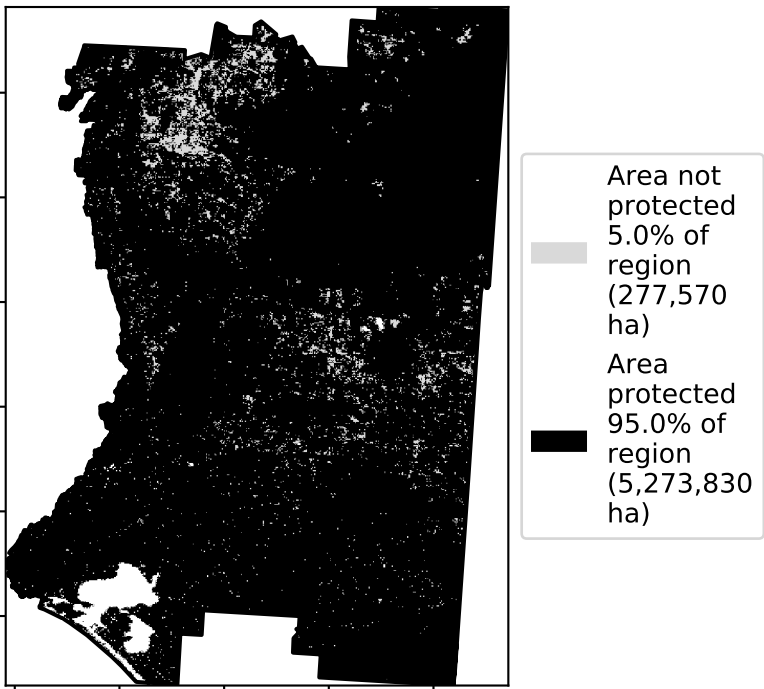 Area not
protected
5.0% of
region
(277,570
ha)
Area
protected
95.0% of
region
(5,273,830
ha)